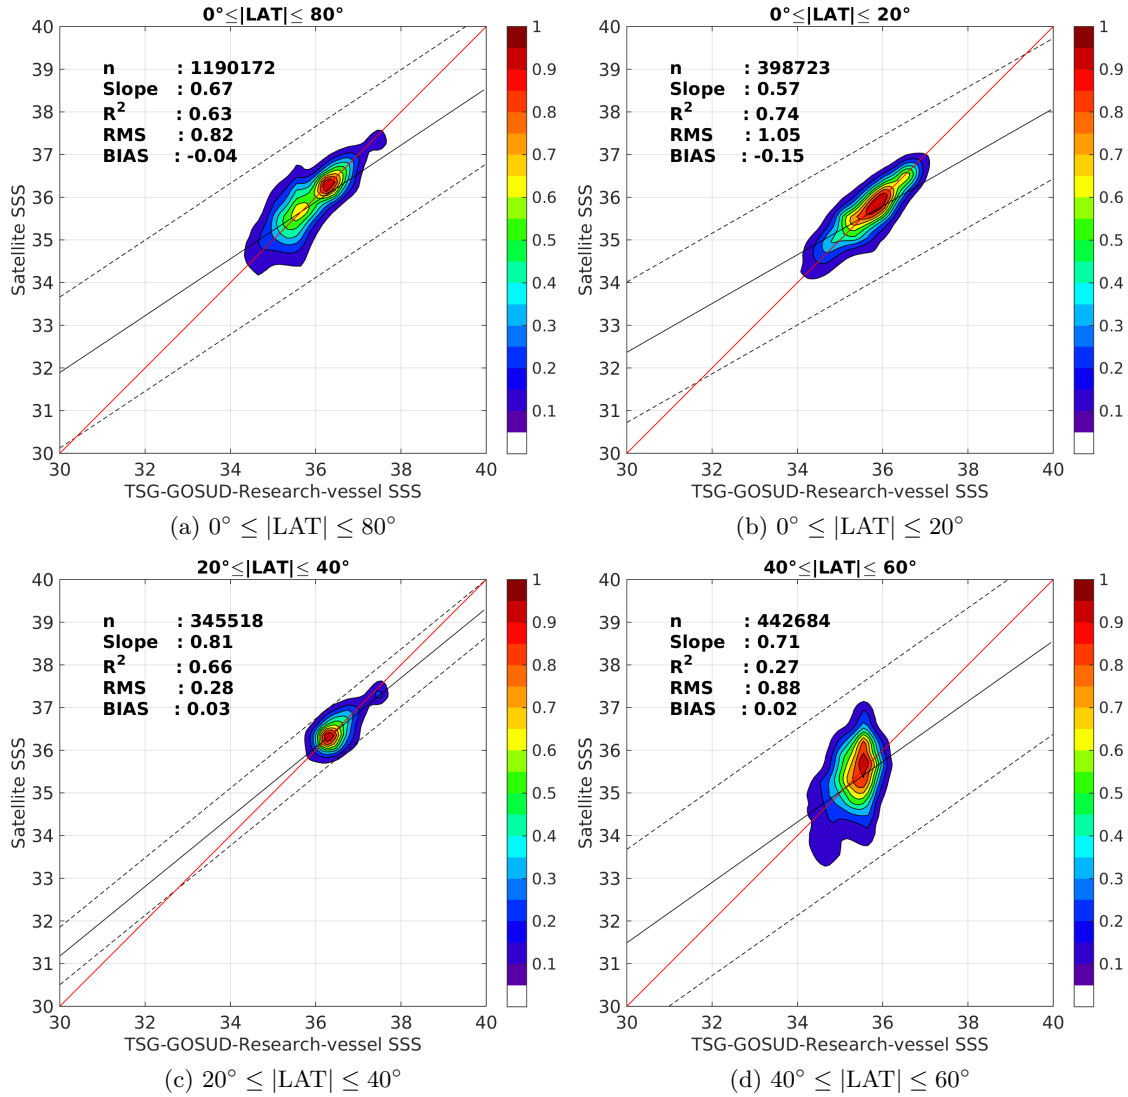 0°≤|LAT|≤ 80°
n : 1190172
Slope : 0.67
R² : 0.63
RMS : 0.82
BIAS : -0.04
40
39
38
37
36
35
34
33
32
31
30
30 32 34 36 38 40
Satellite SSS
TSG-GOSUD-Research-vessel SSS
1
0.9
0.8
0.7
0.6
0.5
0.4
0.3
0.2
0.1
(a) 0° ≤ |LAT| ≤ 80°
0°≤|LAT|≤ 20°
n : 398723
Slope : 0.57
R² : 0.74
RMS : 1.05
BIAS : -0.15
40
39
38
37
36
35
34
33
32
31
30
30 32 34 36 38 40
Satellite SSS
TSG-GOSUD-Research-vessel SSS
1
0.9
0.8
0.7
0.6
0.5
0.4
0.3
0.2
0.1
(b) 0° ≤ |LAT| ≤ 20°
20°≤|LAT|≤ 40°
n : 345518
Slope : 0.81
R² : 0.66
RMS : 0.28
BIAS : 0.03
40
39
38
37
36
35
34
33
32
31
30
30 32 34 36 38 40
Satellite SSS
TSG-GOSUD-Research-vessel SSS
1
0.9
0.8
0.7
0.6
0.5
0.4
0.3
0.2
0.1
(c) 20° ≤ |LAT| ≤ 40°
40°≤|LAT|≤ 60°
n : 442684
Slope : 0.71
R² : 0.27
RMS : 0.88
BIAS : 0.02
40
39
38
37
36
35
34
33
32
31
30
30 32 34 36 38 40
Satellite SSS
TSG-GOSUD-Research-vessel SSS
1
0.9
0.8
0.7
0.6
0.5
0.4
0.3
0.2
0.1
(d) 40° ≤ |LAT| ≤ 60°